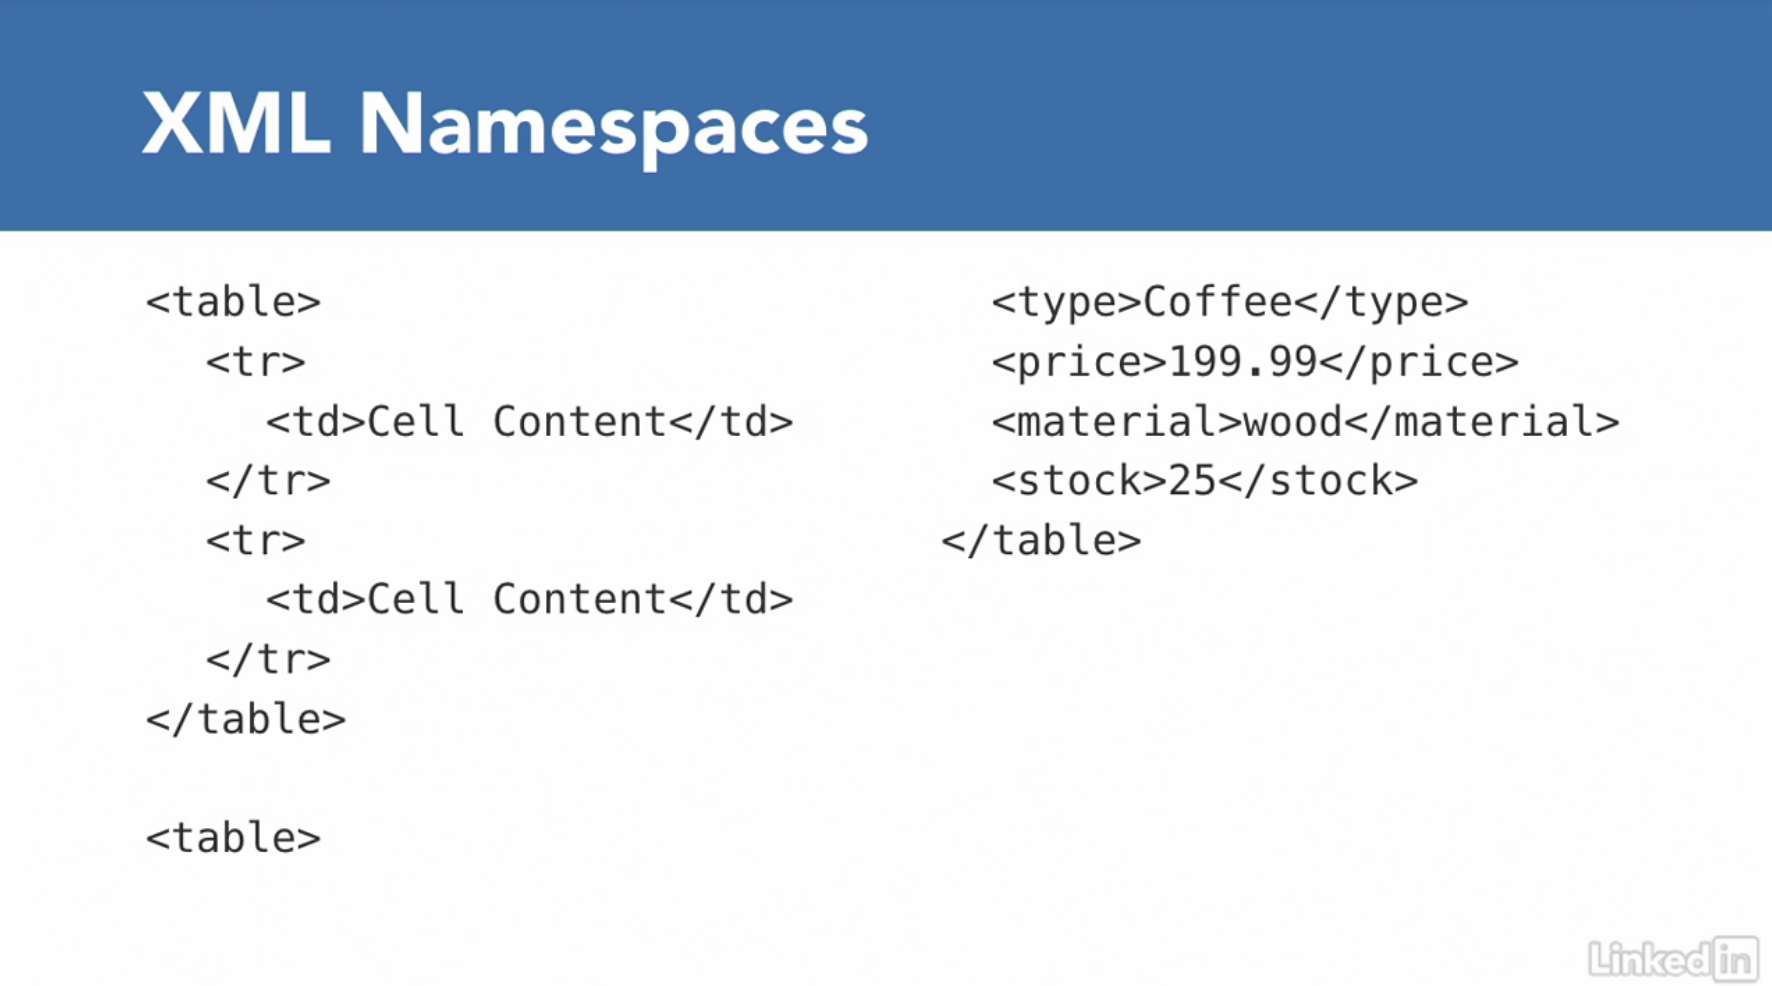 XML Namespaces
<table>
<tr>
<td>Cell Content</td>
</tr>
<tr>
<td>Cell Content</td>
</tr>
</table>
<table>
<type>Coffee</type>
<price>199.99</price>
<material>wood</material>
<stock>25</stock>
</table>
LinkedIn